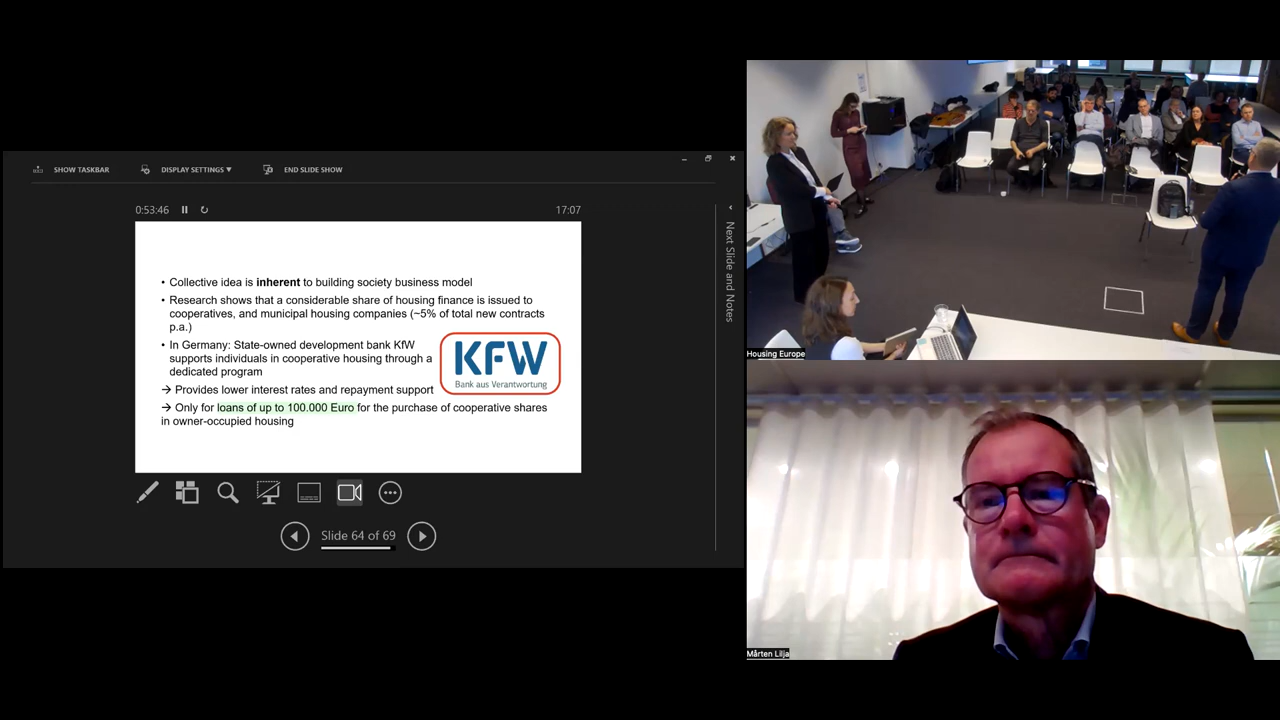 SHOW TASKBAR
DISPLAY SETTINGS ▼
END SLIDE SHOW
0:53:46
17:07
Next Slide and Notes
• Collective idea is inherent to building society business model
• Research shows that a considerable share of housing finance is issued to
cooperatives, and municipal housing companies (~5% of total new contracts
p.a.)
• In Germany: State-owned development bank KfW
supports individuals in cooperative housing through a
dedicated program
→ Provides lower interest rates and repayment support
→ Only for loans of up to 100.000 Euro for the purchase of cooperative shares
in owner-occupied housing
KFW
Bank aus Verantwortung
Slide 64 of 69
Housing Europe
Mårten Lilja